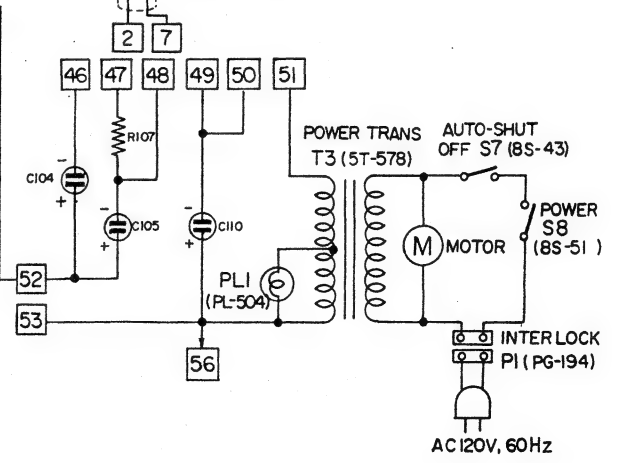 2 7
46 47 48 49 50 51
R107
POWER TRANS
T3 (5T-578)
AUTO-SHUT
OFF S7 (8S-43)
-
C104
+
-
C105
+
-
C110
+
M MOTOR
POWER
S8
(8S-51 )
PL1
(PL-504)
52
53
56
INTERLOCK
P1 (PG-194)
AC120V, 60Hz